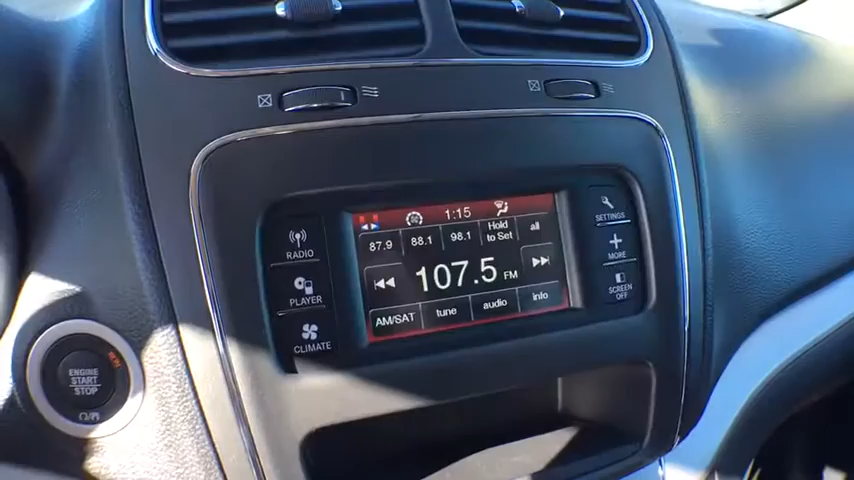 1:15
SETTINGS
RADIO
87.9 88.1 98.1 Hold to Set all
107.5 FM
MORE
PLAYER
AM/SAT tune audio info
SCREEN OFF
CLIMATE
ENGINE
START
STOP